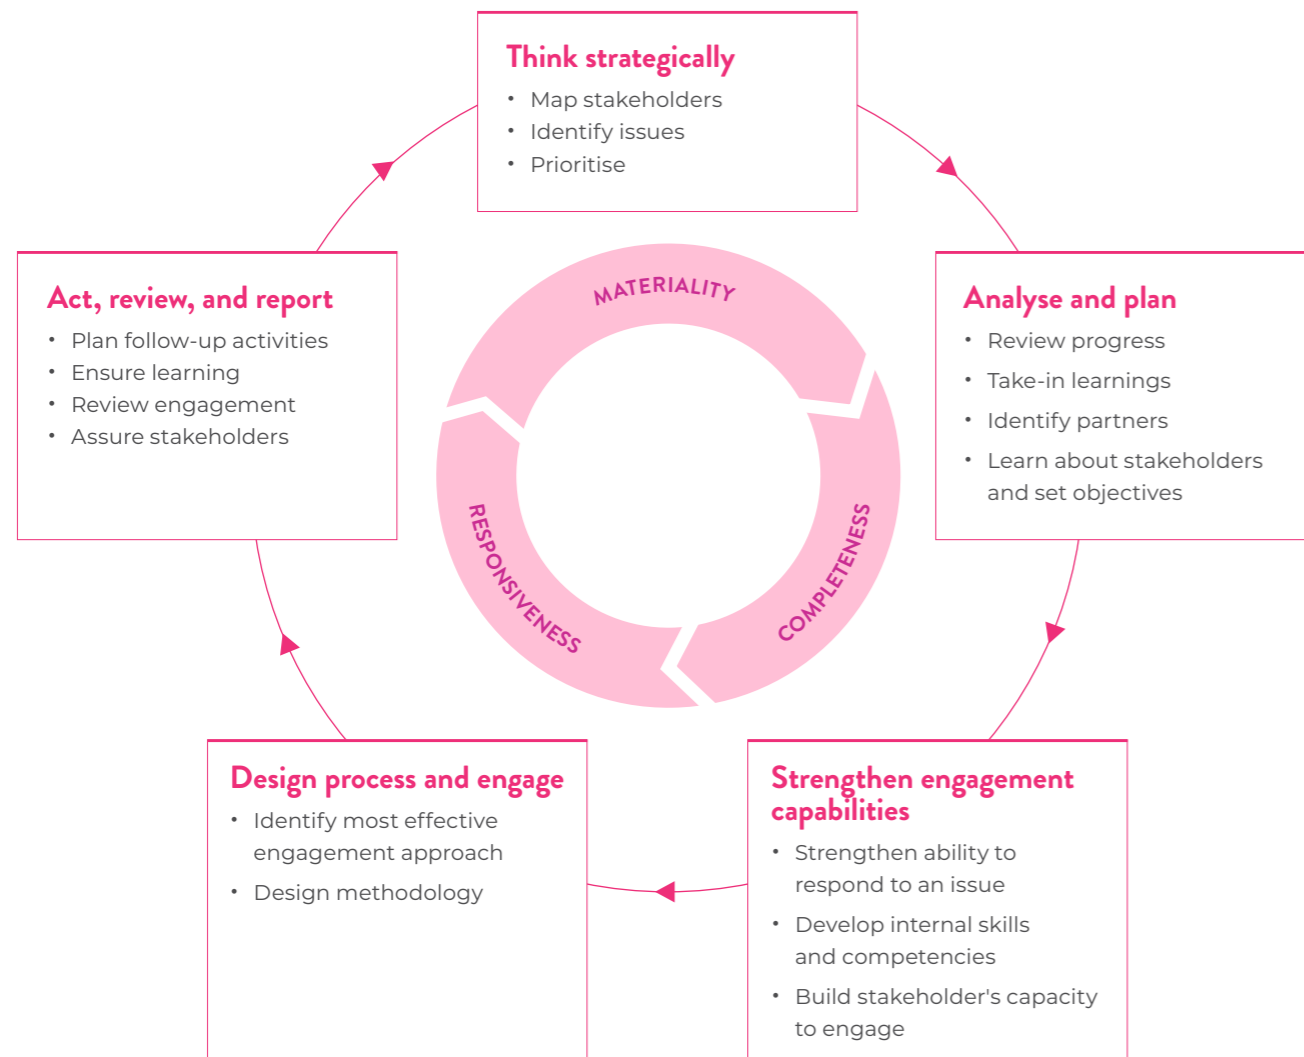 Think strategically
• Map stakeholders
• Identify issues
• Prioritise
Analyse and plan
• Review progress
• Take-in learnings
• Identify partners
• Learn about stakeholders
and set objectives
Strengthen engagement
capabilities
• Strengthen ability to
respond to an issue
• Develop internal skills
and competencies
• Build stakeholder's capacity
to engage
Design process and engage
• Identify most effective
engagement approach
• Design methodology
Act, review, and report
• Plan follow-up activities
• Ensure learning
• Review engagement
• Assure stakeholders
MATERIALITY
COMPLETENESS
RESPONSIVENESS